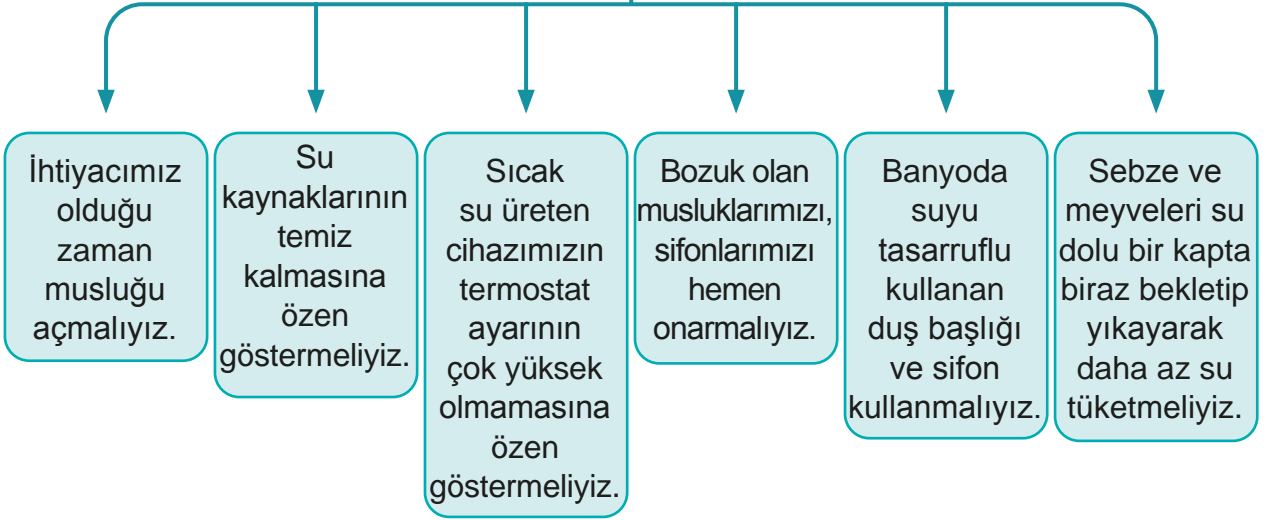 İhtiyacımız
olduğu
zaman
musluğu
açmalıyız.
Su
kaynaklarının
temiz
kalmasına
özen
göstermeliyiz.
Sıcak
su üreten
cihazımızın
termostat
ayarının
çok yüksek
olmamasına
özen
göstermeliyiz.
Bozuk olan
musluklarımızı,
sifonlarımızı
hemen
onarmalıyız.
Banyoda
suyu
tasarruflu
kullanan
duş başlığı
ve sifon
kullanmalıyız.
Sebze ve
meyveleri su
dolu bir kapta
biraz bekletip
yıkayarak
daha az su
tüketmeliyiz.